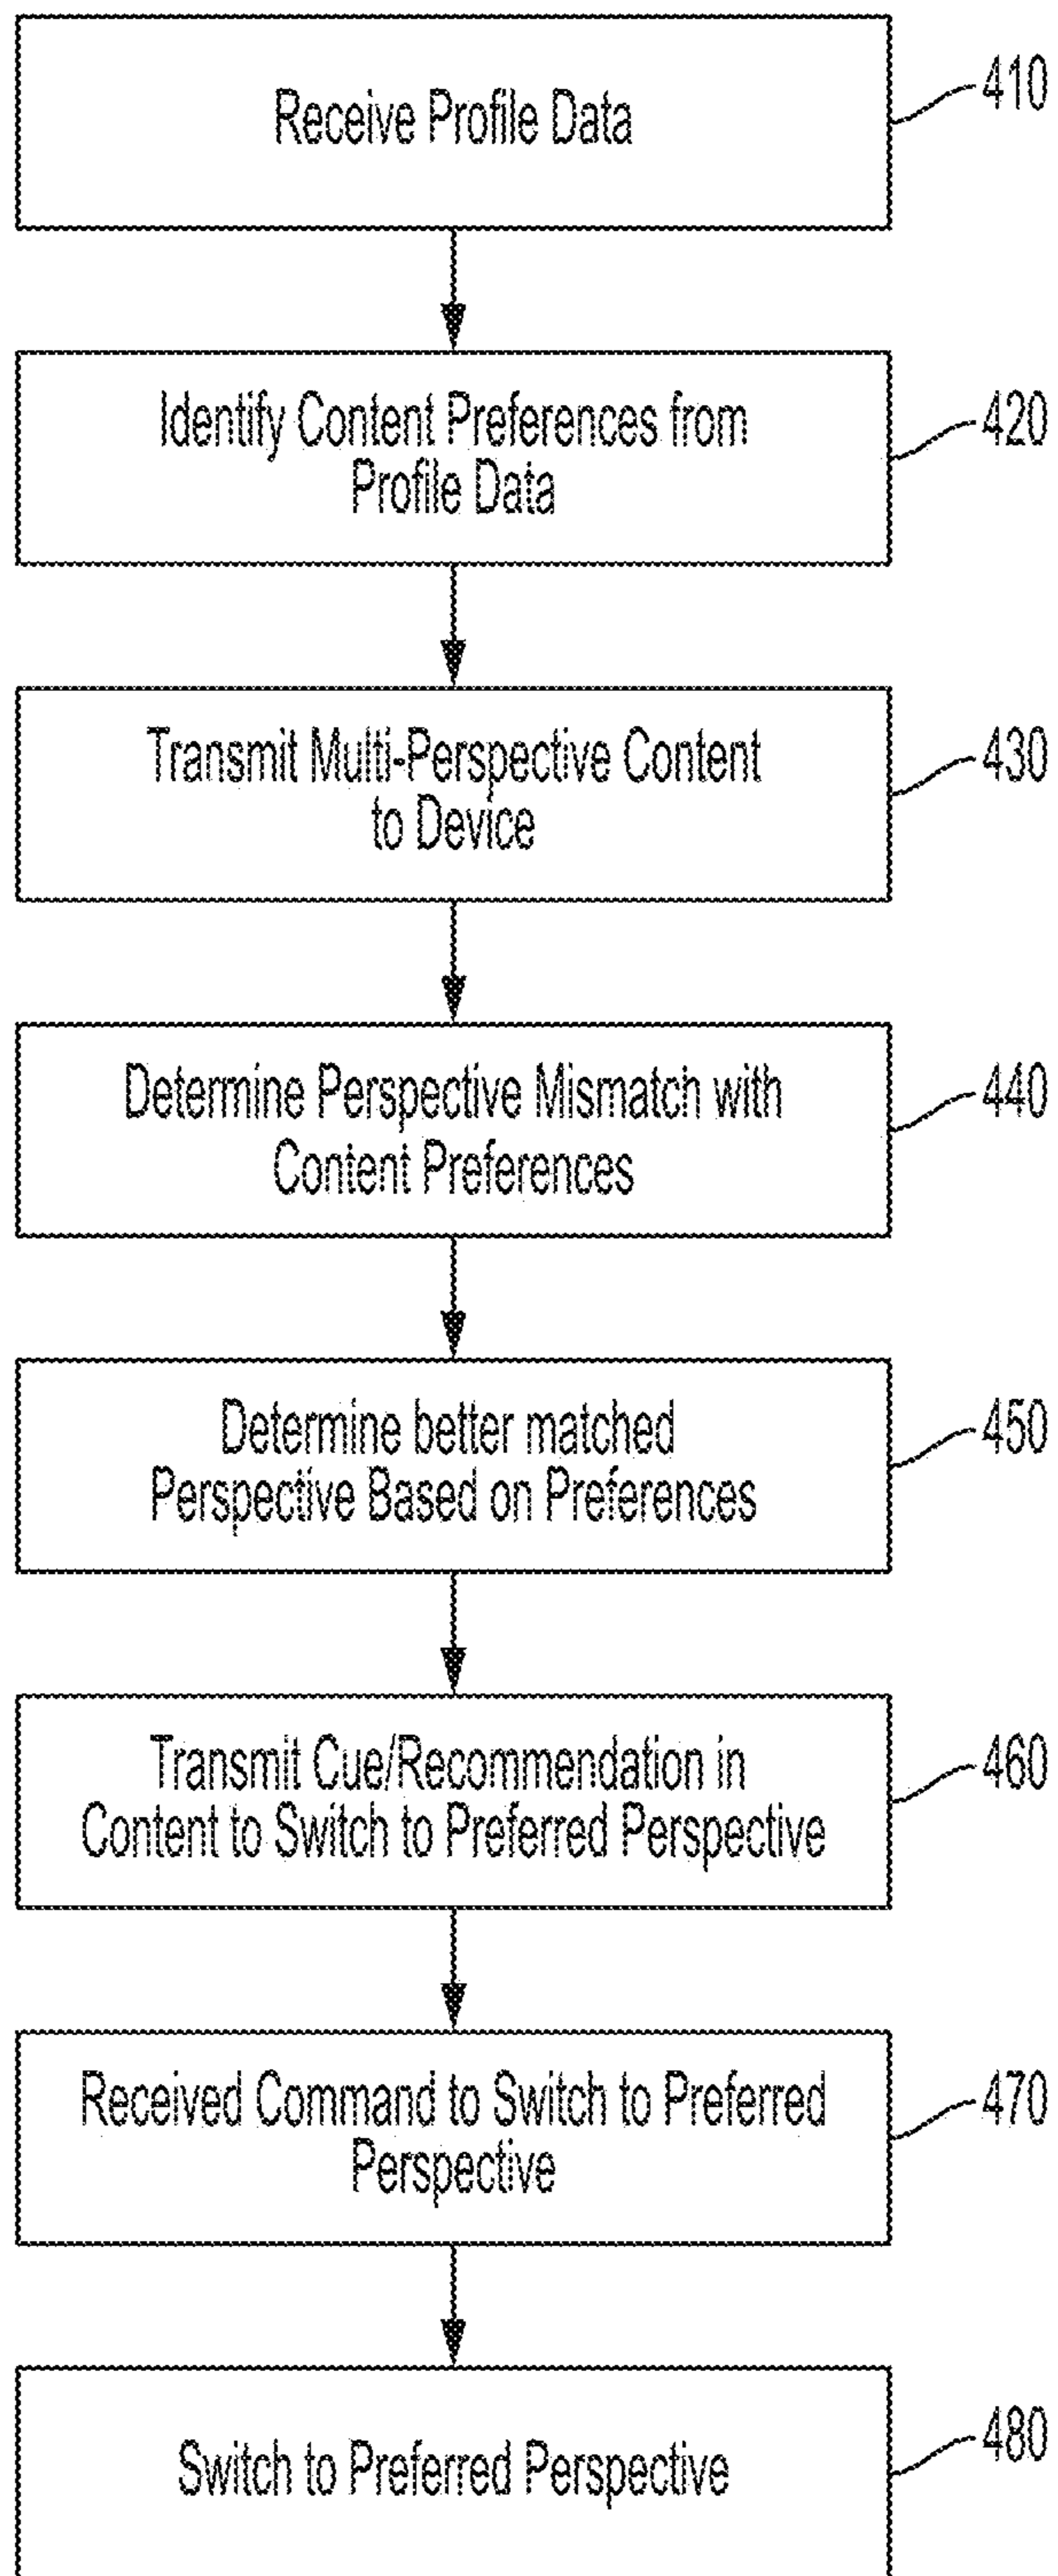 Receive Profile Data
410
Identify Content Preferences from
Profile Data
420
Transmit Multi-Perspective Content
to Device
430
Determine Perspective Mismatch with
Content Preferences
440
Determine better matched
Perspective Based on Preferences
450
Transmit Cue/Recommendation in
Content to Switch to Preferred Perspective
460
Received Command to Switch to Preferred
Perspective
470
Switch to Preferred Perspective
480